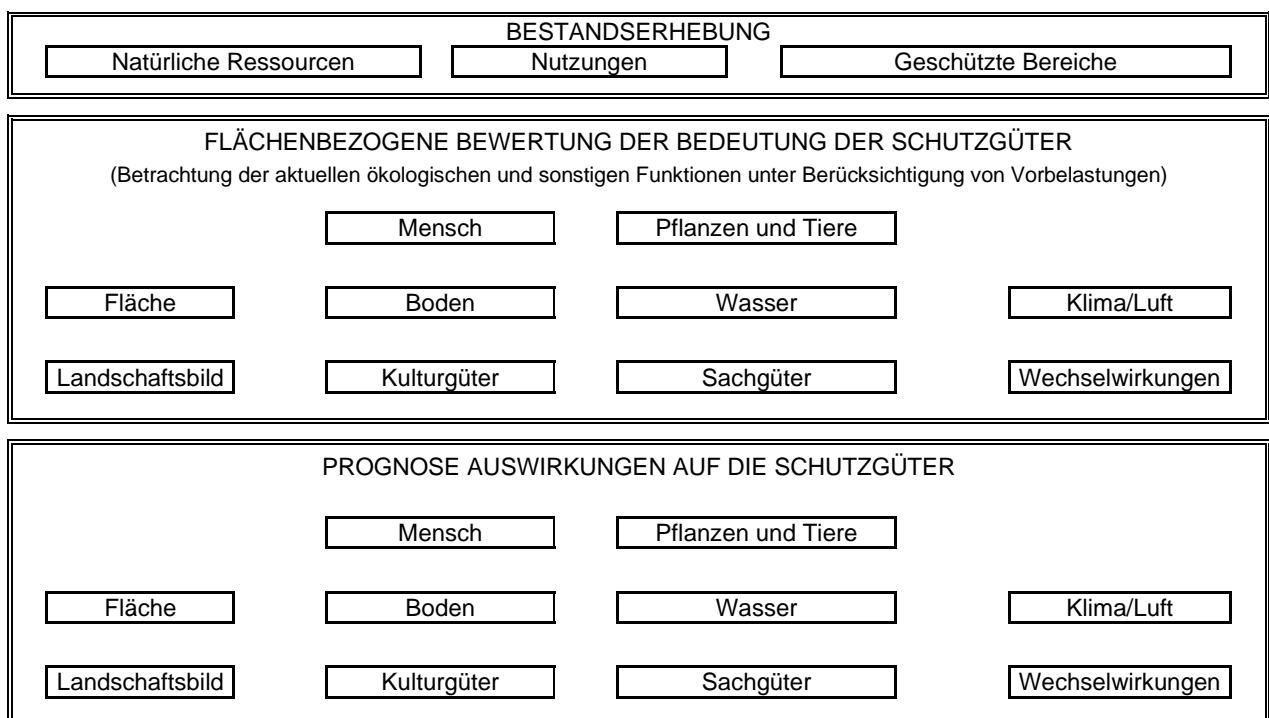 BESTANDSERHEBUNG
Natürliche Ressourcen Nutzungen Geschützte Bereiche
FLÄCHENBEZOGENE BEWERTUNG DER BEDEUTUNG DER SCHUTZGÜTER
(Betrachtung der aktuellen ökologischen und sonstigen Funktionen unter Berücksichtigung von Vorbelastungen)
Mensch Pflanzen und Tiere
Fläche Boden Wasser Klima/Luft
Landschaftsbild Kulturgüter Sachgüter Wechselwirkungen
PROGNOSE AUSWIRKUNGEN AUF DIE SCHUTZGÜTER
Mensch Pflanzen und Tiere
Fläche Boden Wasser Klima/Luft
Landschaftsbild Kulturgüter Sachgüter Wechselwirkungen